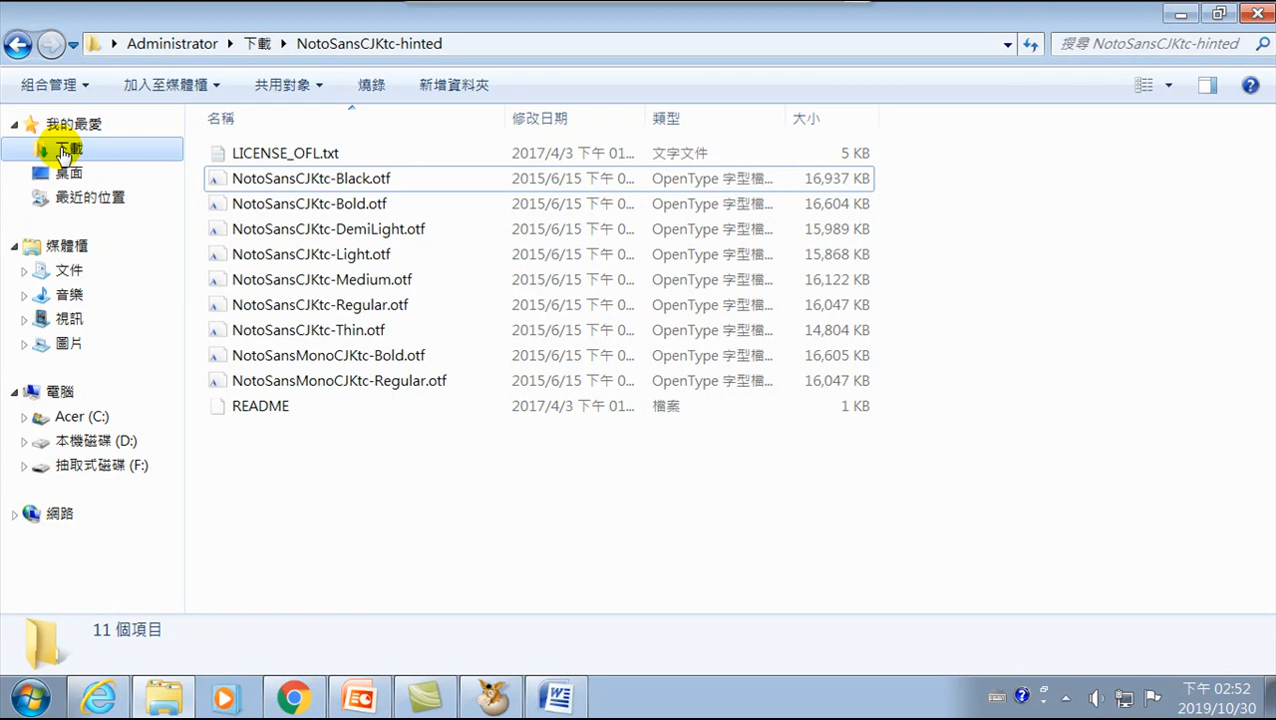 Administrator 下載 NotoSansCJKtc-hinted 搜尋 NotoSansCJKtc-hinted
組合管理 加入至媒體櫃 共用對象 燒錄 新增資料夾
我的最愛
下載
桌面
最近的位置
媒體櫃
文件
音樂
視訊
圖片
電腦
Acer (C:)
本機磁碟 (D:)
抽取式磁碟 (F:)
網路
名稱 修改日期 類型 大小
LICENSE_OFL.txt 2017/4/3 下午 01... 文字文件 5 KB
NotoSansCJKtc-Black.otf 2015/6/15 下午 0... OpenType 字型檔... 16,937 KB
NotoSansCJKtc-Bold.otf 2015/6/15 下午 0... OpenType 字型檔... 16,604 KB
NotoSansCJKtc-DemiLight.otf 2015/6/15 下午 0... OpenType 字型檔... 15,989 KB
NotoSansCJKtc-Light.otf 2015/6/15 下午 0... OpenType 字型檔... 15,868 KB
NotoSansCJKtc-Medium.otf 2015/6/15 下午 0... OpenType 字型檔... 16,122 KB
NotoSansCJKtc-Regular.otf 2015/6/15 下午 0... OpenType 字型檔... 16,047 KB
NotoSansCJKtc-Thin.otf 2015/6/15 下午 0... OpenType 字型檔... 14,804 KB
NotoSansMonoCJKtc-Bold.otf 2015/6/15 下午 0... OpenType 字型檔... 16,605 KB
NotoSansMonoCJKtc-Regular.otf 2015/6/15 下午 0... OpenType 字型檔... 16,047 KB
README 2017/4/3 下午 01... 檔案 1 KB
11 個項目
下午 02:52
2019/10/30